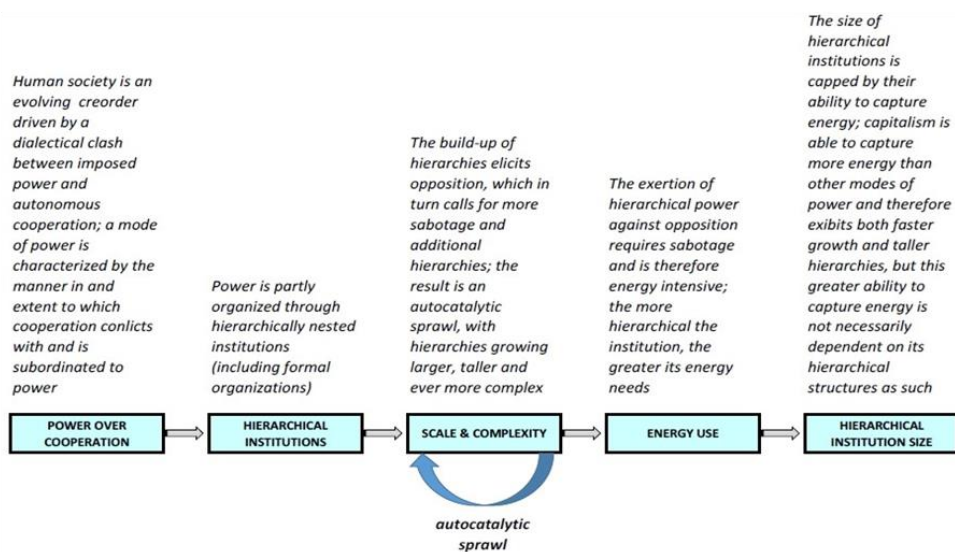 Human society is an
evolving creorder
driven by a
dialectical clash
between imposed
power and
autonomous
cooperation; a mode
of power is
characterized by the
manner in and
extent to which
cooperation conlicts
with and is
subordinated to
power
Power is partly
organized through
hierarchically nested
institutions
(including formal
organizations)
The build-up of
hierarchies elicits
opposition, which in
turn calls for more
sabotage and
additional
hierarchies; the
result is an
autocatalytic
sprawl, with
hierarchies growing
larger, taller and
ever more complex
The exertion of
hierarchical power
against opposition
requires sabotage
and is therefore
energy intensive;
the more
hierarchical the
institution, the
greater its energy
needs
The size of
hierarchical
institutions is
capped by their
ability to capture
energy; capitalism is
able to capture
more energy than
other modes of
power and therefore
exibits both faster
growth and taller
hierarchies, but this
greater ability to
capture energy is
not necessarily
dependent on its
hierarchical
structures as such
POWER OVER
COOPERATION
HIERARCHICAL
INSTITUTIONS
SCALE & COMPLEXITY
ENERGY USE
HIERARCHICAL
INSTITUTION SIZE
autocatalytic
sprawl